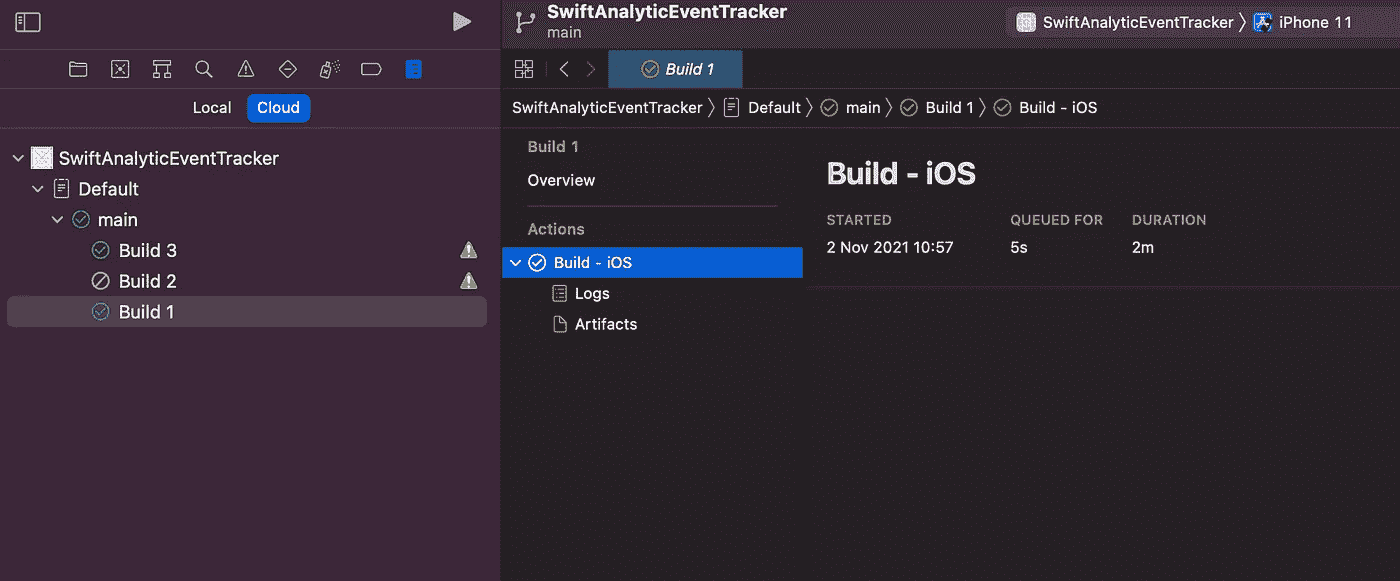 SwiftAnalyticEventTracker
main
SwiftAnalyticEventTracker
iPhone 11
Build 1
Local
Cloud
SwiftAnalyticEventTracker
Default
main
Build 1
Build - iOS
SwiftAnalyticEventTracker
Default
main
Build 3
Build 2
Build 1
Build 1
Overview
Actions
Build - iOS
Logs
Artifacts
Build - iOS
STARTED QUEUED FOR DURATION
2 Nov 2021 10:57 5s 2m